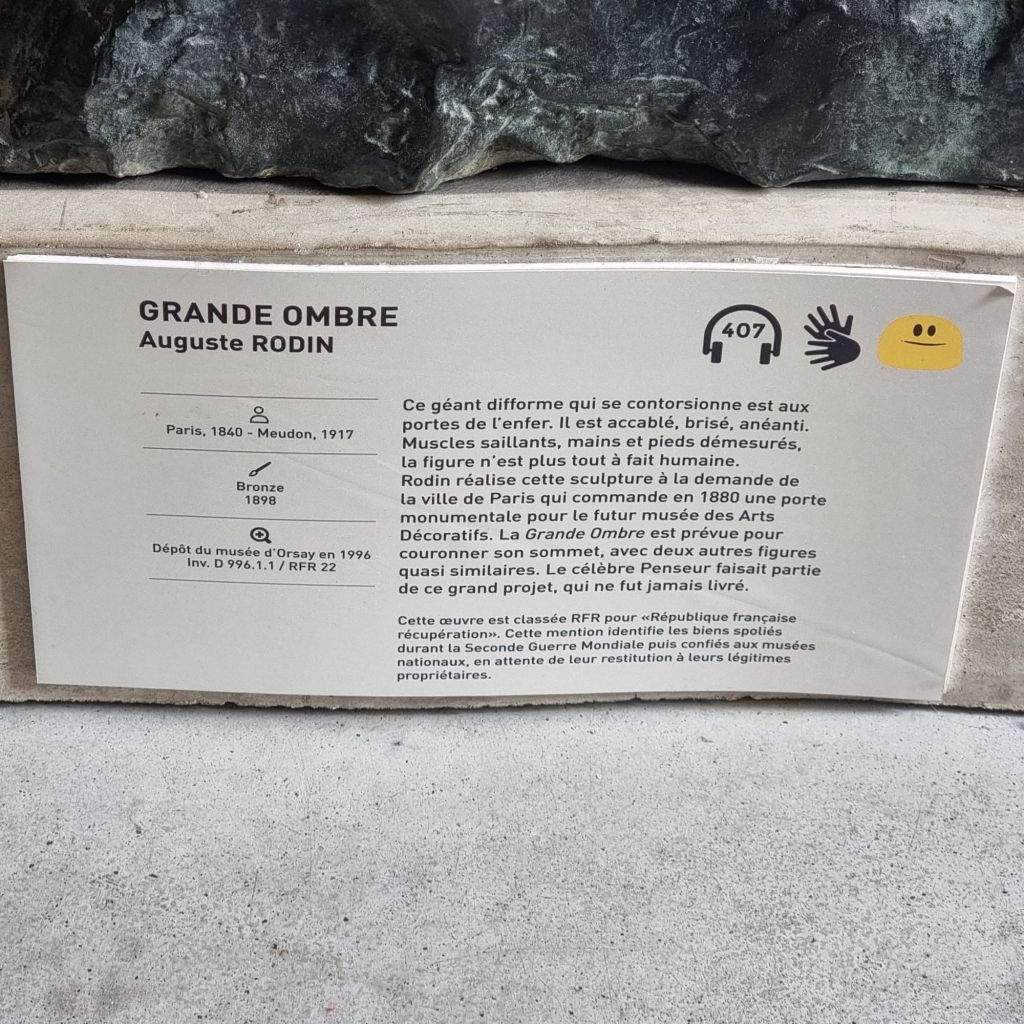 GRANDE OMBRE
Auguste RODIN
407
Paris, 1840 - Meudon, 1917
Bronze
1898
Dépôt du musée d'Orsay en 1996
Inv. D 996.1.1 / RFR 22
Ce géant difforme qui se contorsionne est aux
portes de l'enfer. Il est accablé, brisé, anéanti.
Muscles saillants, mains et pieds démesurés,
la figure n'est plus tout à fait humaine.
Rodin réalise cette sculpture à la demande de
la ville de Paris qui commande en 1880 une porte
monumentale pour le futur musée des Arts
Décoratifs. La Grande Ombre est prévue pour
couronner son sommet, avec deux autres figures
quasi similaires. Le célèbre Penseur faisait partie
de ce grand projet, qui ne fut jamais livré.
Cette œuvre est classée RFR pour «République française
récupération». Cette mention identifie les biens spoliés
durant la Seconde Guerre Mondiale puis confiés aux musées
nationaux, en attente de leur restitution à leurs légitimes
propriétaires.